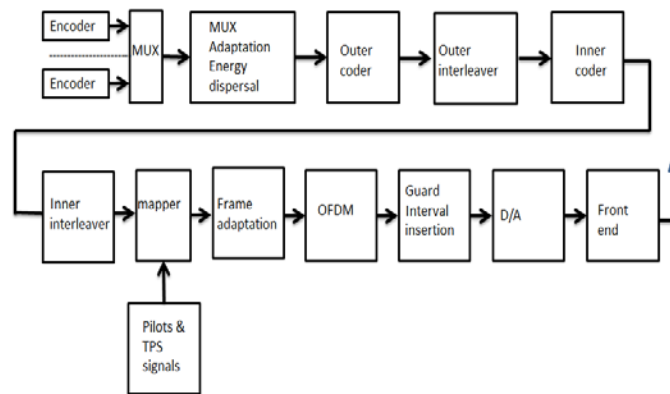 Encoder
Encoder
MUX
MUX
Adaptation
Energy
dispersal
Outer
coder
Outer
interleaver
Inner
coder
Inner
interleaver
mapper
Frame
adaptation
OFDM
Guard
Interval
insertion
D/A
Front
end
Pilots &
TPS
signals